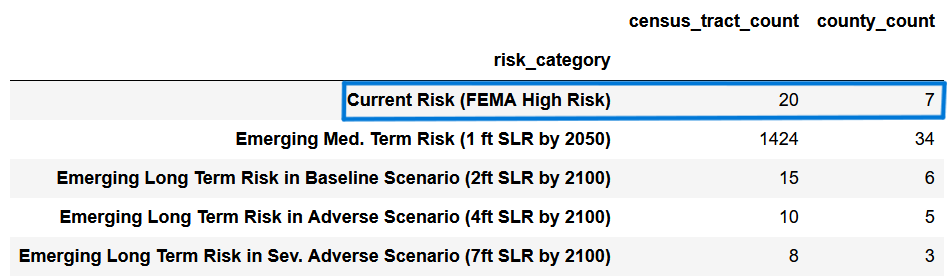 census_tract_count county_count
risk_category
Current Risk (FEMA High Risk) 20 7
Emerging Med. Term Risk (1 ft SLR by 2050) 1424 34
Emerging Long Term Risk in Baseline Scenario (2ft SLR by 2100) 15 6
Emerging Long Term Risk in Adverse Scenario (4ft SLR by 2100) 10 5
Emerging Long Term Risk in Sev. Adverse Scenario (7ft SLR by 2100) 8 3